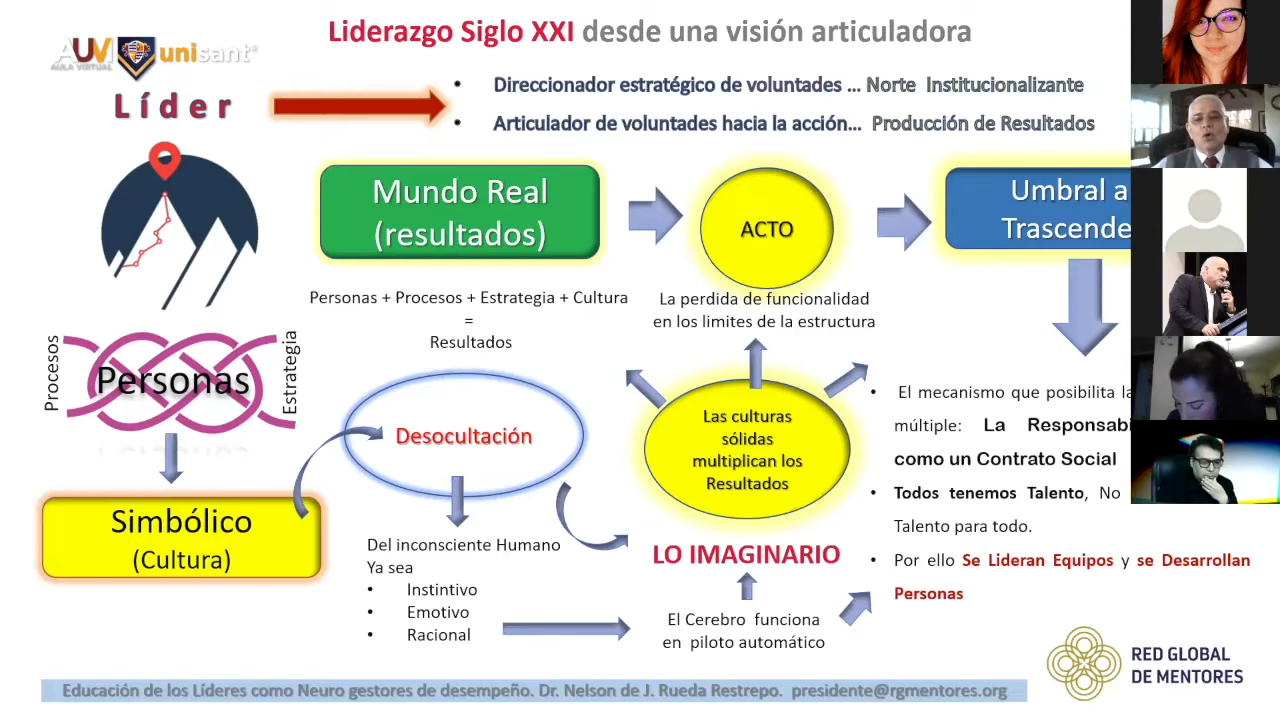 Liderazgo Siglo XXI desde una visión articuladora
AUV unisant
AULA VIRTUAL
Líder
• Direccionador estratégico de voluntades ... Norte Institucionalizante
• Articulador de voluntades hacia la acción... Producción de Resultados
Mundo Real
(resultados)
ACTO
Umbral a
Trascende
Personas + Procesos + Estrategia + Cultura
=
Resultados
La perdida de funcionalidad
en los limites de la estructura
Procesos
Personas
Estrategia
Desocultación
Las culturas
sólidas
multiplican los
Resultados
• El mecanismo que posibilita la
múltiple: La Responsabi
como un Contrato Social
• Todos tenemos Talento, No
Talento para todo.
• Por ello Se Lideran Equipos y se Desarrollan
Personas
Simbólico
(Cultura)
Del inconsciente Humano
Ya sea
• Instintivo
• Emotivo
• Racional
LO IMAGINARIO
El Cerebro funciona
en piloto automático
RED GLOBAL
DE MENTORES
Educación de los Líderes como Neuro gestores de desempeño. Dr. Nelson de J. Rueda Restrepo. presidente@rgmentores.org